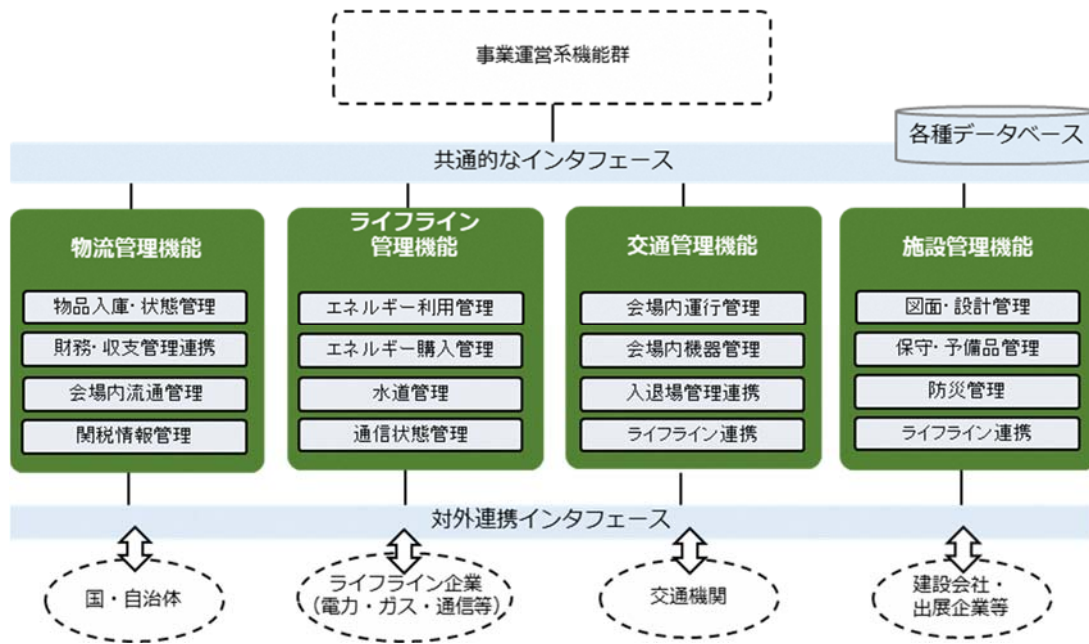 事業運営系機能群
各種データベース
共通的なインタフェース
物流管理機能
物品入庫・状態管理
財務・収支管理連携
会場内流通管理
関税情報管理
ライフライン
管理機能
エネルギー利用管理
エネルギー購入管理
水道管理
通信状態管理
交通管理機能
会場内運行管理
会場内機器管理
入退場管理連携
ライフライン連携
施設管理機能
図面・設計管理
保守・予備品管理
防災管理
ライフライン連携
対外連携インタフェース
国・自治体
ライフライン企業
（電力・ガス・通信等）
交通機関
建設会社・
出展企業等